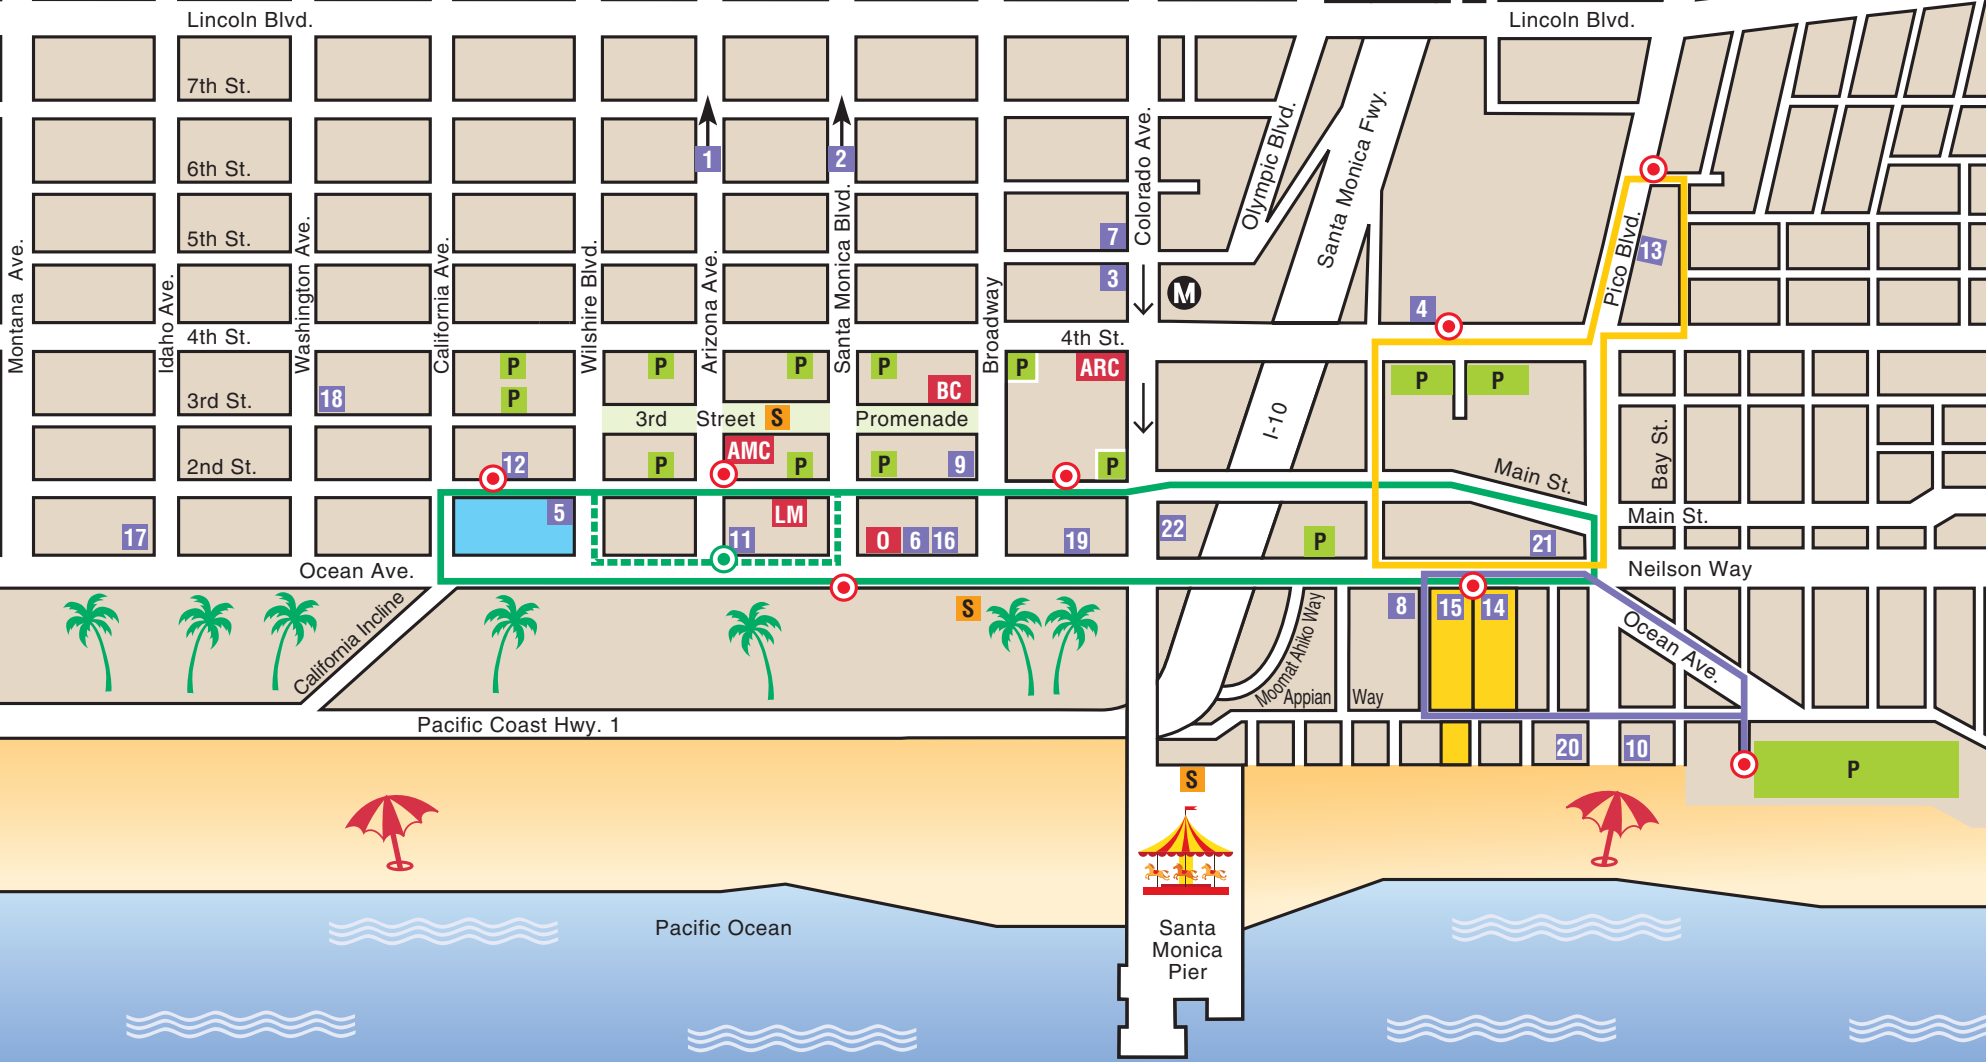 Lincoln Blvd.
Lincoln Blvd.
7th St.
6th St.
5th St.
4th St.
3rd St.
2nd St.
Montana Ave.
Idaho Ave.
Washington Ave.
California Ave.
Wilshire Blvd.
Arizona Ave.
Santa Monica Blvd.
Broadway
Colorado Ave.
Olympic Blvd.
Santa Monica Fwy.
Pico Blvd.
1
2
7
3
M
4
13
4th St.
P
P
P
P
P
ARC
P
P
BC
18
P
3rd Street S Promenade
I-10
AMC
12
P
P
P
9
P
Main St.
Bay St.
17
5
LM
11
O
6
16
19
22
P
21
Main St.
Ocean Ave.
Neilson Way
California Incline
S
Moomat Ahiko Way
Appian Way
8
15
14
Ocean Ave.
Pacific Coast Hwy. 1
20
10
P
S
Pacific Ocean
Santa
Monica
Pier